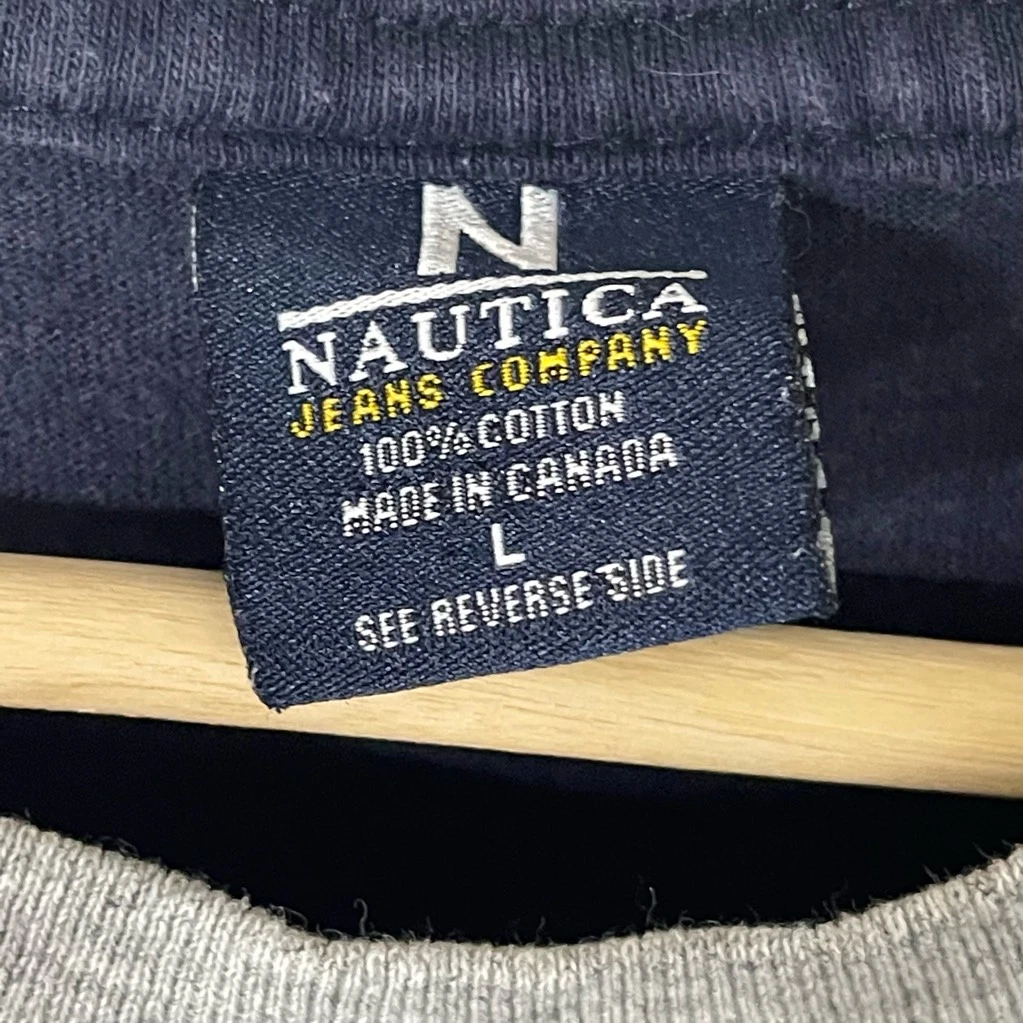 N
NAUTICA
JEANS COMPANY
100% COTTON
MADE IN CANADA
L
SEE REVERSE SIDE